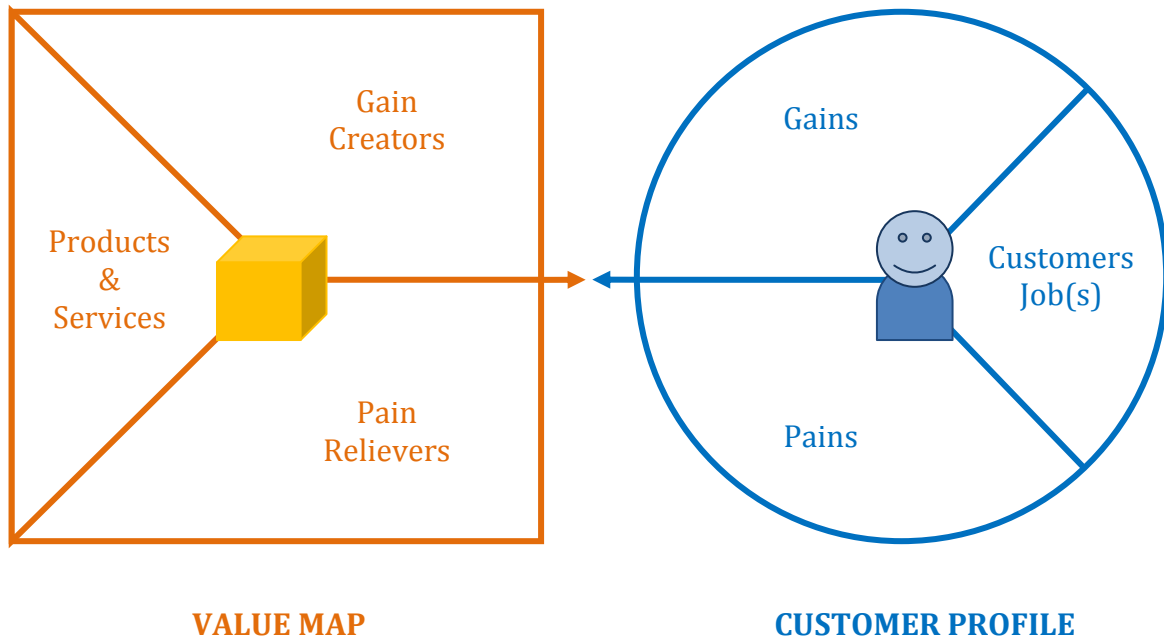 Gain
Creators
Products
&
Services
Pain
Relievers
VALUE MAP
Gains
Customers
Job(s)
Pains
CUSTOMER PROFILE